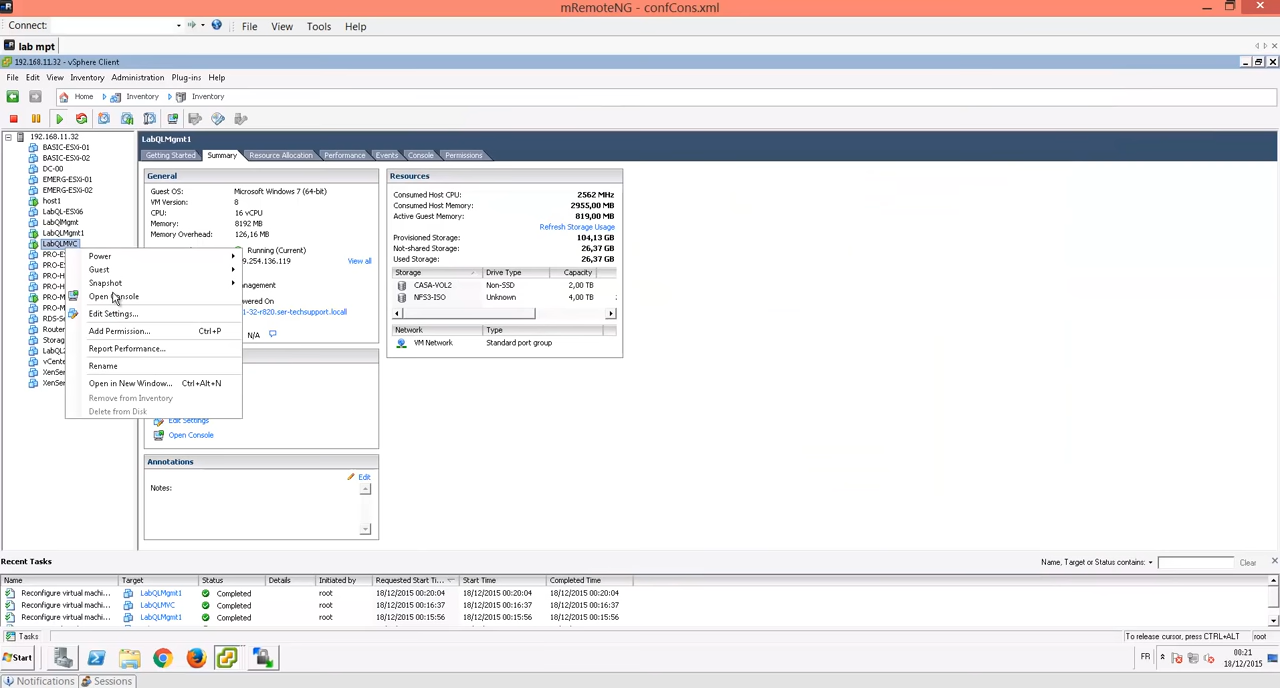 mRemoteNG - confCons.xml
Connect: File View Tools Help
lab mpt
192.168.11.32 - vSphere Client
File Edit View Inventory Administration Plug-ins Help
Home Inventory Inventory
192.168.11.32
BASIC-ESXi-01
BASIC-ESXi-02
DC-00
EMERG-ESXi-01
EMERG-ESXi-02
host1
LabQL-ESXi6
LabQlMgmt
LabQLMgmt1
LabQLMVC
Power
Guest
Snapshot
Open Console
Edit Settings...
Add Permission... Ctrl+P
Report Performance...
Rename
Open in New Window... Ctrl+Alt+N
Remove from Inventory
Delete from Disk
LabQLMgmt1
Getting Started Summary Resource Allocation Performance Events Console Permissions
General
Guest OS: Microsoft Windows 7 (64-bit)
VM Version: 8
CPU: 16 vCPU
Memory: 8192 MB
Memory Overhead: 126,16 MB
Running (Current)
9.254.136.119 View all
anagement
wered On
1-32-r820.ser-techsupport.local
N/A
Edit Settings
Open Console
Annotations
Edit
Notes:
Resources
Consumed Host CPU: 2562 MHz
Consumed Host Memory: 2955,00 MB
Active Guest Memory: 819,00 MB
Refresh Storage Usage
Provisioned Storage: 104,13 GB
Not-shared Storage: 26,37 GB
Used Storage: 26,37 GB
Storage Drive Type Capacity
CASA-VOL2 Non-SSD 2,00 TB
NFS3-ISO Unknown 4,00 TB
Network Type
VM Network Standard port group
Recent Tasks
Name, Target or Status contains: Clear
Name Target Status Details Initiated by Requested Start Ti... Start Time Completed Time
Reconfigure virtual machi... LabQLMgmt1 Completed root 18/12/2015 00:20:04 18/12/2015 00:20:04 18/12/2015 00:20:04
Reconfigure virtual machi... LabQLMVC Completed root 18/12/2015 00:16:37 18/12/2015 00:16:37 18/12/2015 00:16:37
Reconfigure virtual machi... LabQLMgmt1 Completed root 18/12/2015 00:15:56 18/12/2015 00:15:56 18/12/2015 00:15:56
Tasks To release cursor, press CTRL+ALT root
Start FR 00:21
18/12/2015
Notifications Sessions